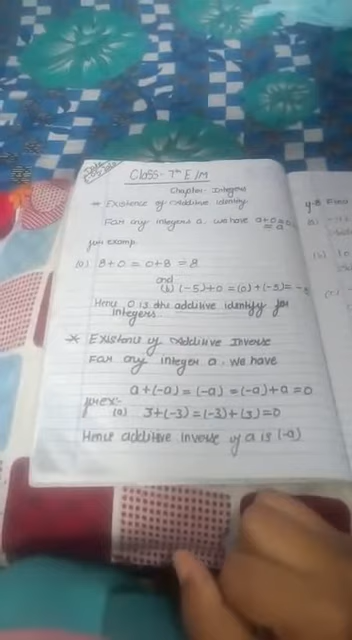 Class- 7th E/M
Chapter- Integers
* Existence of Additive identity.
For any integers a. we have a+0=0
= a
for examp.
(a) 8+0 = 0+8 = 8
and
(b) (-5)+0 = (0)+(-5) = -5
Hence 0 is the additive identify for
integers
* Existence of Additive Inverse
For any integer a. we have
a+(-a) = (-a) = (-a)+a = 0
for ex:-
(a) 3+(-3) = (-3)+(3) = 0
Hence additive inverse of a is (-a)